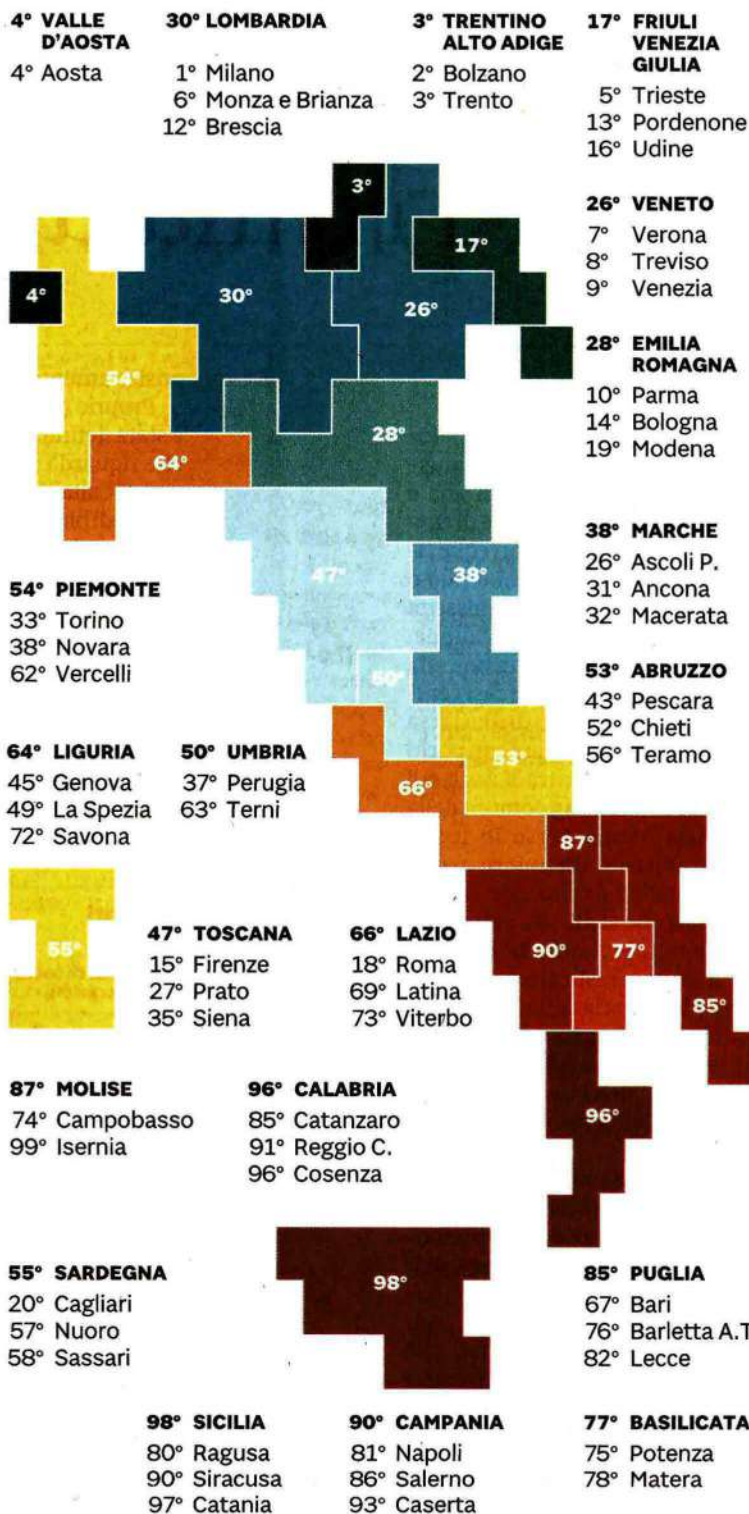 4° VALLE
D'AOSTA
4° Aosta
30° LOMBARDIA
1° Milano
6° Monza e Brianza
12° Brescia
3° TRENTINO
ALTO ADIGE
2° Bolzano
3° Trento
17° FRIULI
VENEZIA
GIULIA
5° Trieste
13° Pordenone
16° Udine
3°
17°
4°
30°
26°
54°
28°
64°
26° VENETO
7° Verona
8° Treviso
9° Venezia
28° EMILIA
ROMAGNA
10° Parma
14° Bologna
19° Modena
47°
38°
50°
53°
66°
38° MARCHE
26° Ascoli P.
31° Ancona
32° Macerata
54° PIEMONTE
33° Torino
38° Novara
62° Vercelli
53° ABRUZZO
43° Pescara
52° Chieti
56° Teramo
64° LIGURIA
45° Genova
49° La Spezia
72° Savona
50° UMBRIA
37° Perugia
63° Terni
87°
90°
77°
85°
55°
47° TOSCANA
15° Firenze
27° Prato
35° Siena
66° LAZIO
18° Roma
69° Latina
73° Viterbo
87° MOLISE
74° Campobasso
99° Isernia
96° CALABRIA
85° Catanzaro
91° Reggio C.
96° Cosenza
96°
98°
55° SARDEGNA
20° Cagliari
57° Nuoro
58° Sassari
85° PUGLIA
67° Bari
76° Barletta A.T
82° Lecce
98° SICILIA
80° Ragusa
90° Siracusa
97° Catania
90° CAMPANIA
81° Napoli
86° Salerno
93° Caserta
77° BASILICATA
75° Potenza
78° Matera